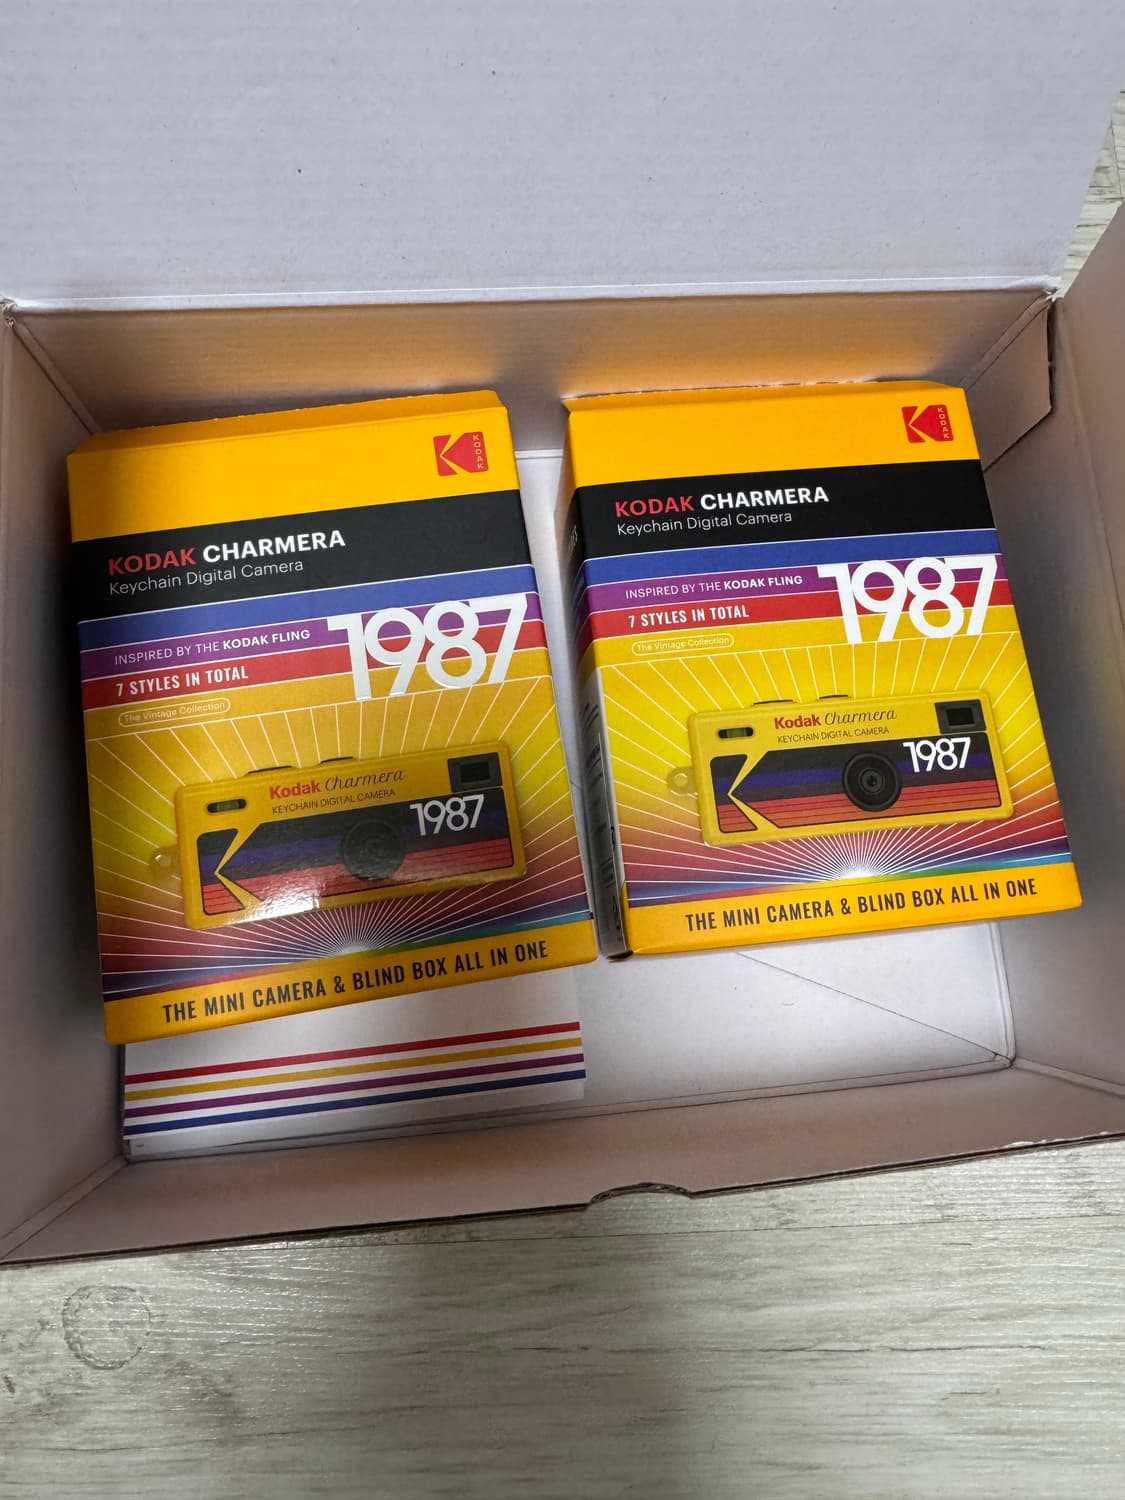 KODAK
KODAK CHARMERA
Keychain Digital Camera
INSPIRED BY THE KODAK FLING
1987
7 STYLES IN TOTAL
The Vintage Collection
Kodak Charmera
KEYCHAIN DIGITAL CAMERA
1987
THE MINI CAMERA & BLIND BOX ALL IN ONE
KODAK
KODAK CHARMERA
Keychain Digital Camera
INSPIRED BY THE KODAK FLING
1987
7 STYLES IN TOTAL
The Vintage Collection
Kodak Charmera
KEYCHAIN DIGITAL CAMERA
1987
THE MINI CAMERA & BLIND BOX ALL IN ONE